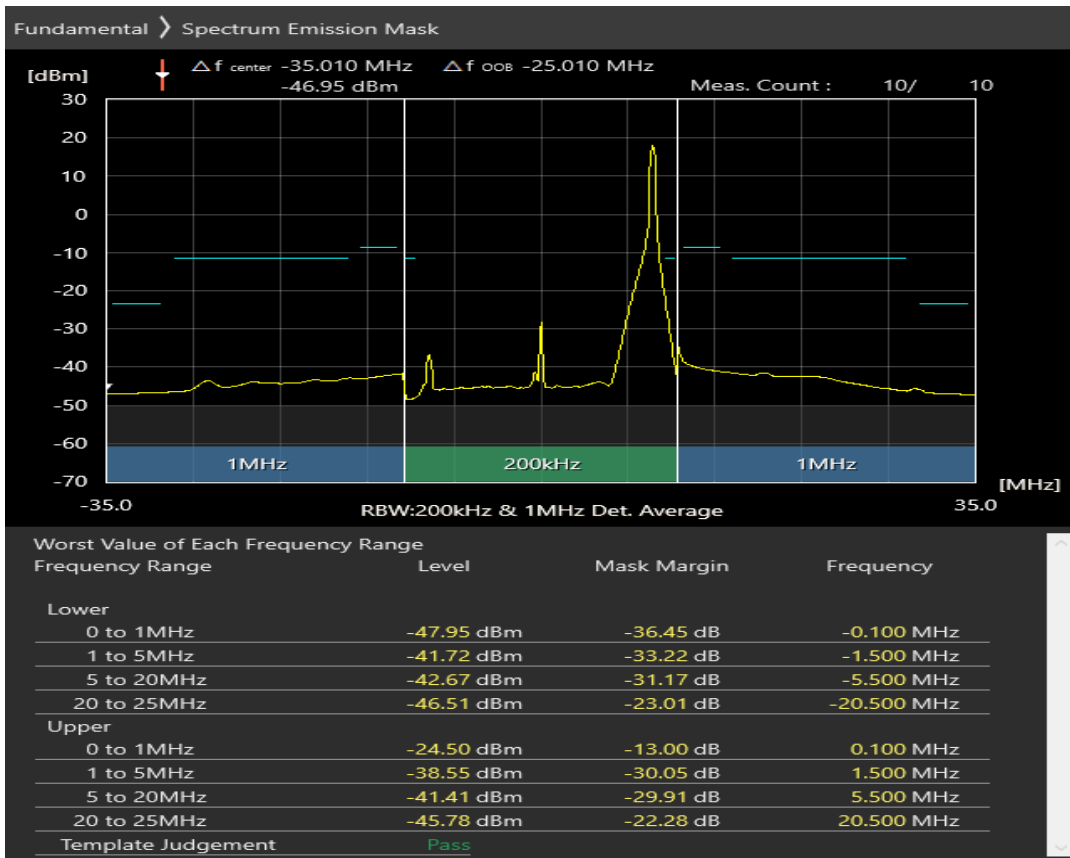 Fundamental ❯ Spectrum Emission Mask
[dBm] △f center -35.010 MHz △f OOB -25.010 MHz
-46.95 dBm Meas. Count : 10/ 10
30
20
10
0
-10
-20
-30
-40
-50
-60
1MHz 200kHz 1MHz
-70 [MHz]
-35.0 RBW:200kHz & 1MHz Det. Average 35.0
Worst Value of Each Frequency Range
Frequency Range Level Mask Margin Frequency
Lower
0 to 1MHz -47.95 dBm -36.45 dB -0.100 MHz
1 to 5MHz -41.72 dBm -33.22 dB -1.500 MHz
5 to 20MHz -42.67 dBm -31.17 dB -5.500 MHz
20 to 25MHz -46.51 dBm -23.01 dB -20.500 MHz
Upper
0 to 1MHz -24.50 dBm -13.00 dB 0.100 MHz
1 to 5MHz -38.55 dBm -30.05 dB 1.500 MHz
5 to 20MHz -41.41 dBm -29.91 dB 5.500 MHz
20 to 25MHz -45.78 dBm -22.28 dB 20.500 MHz
Template Judgement Pass